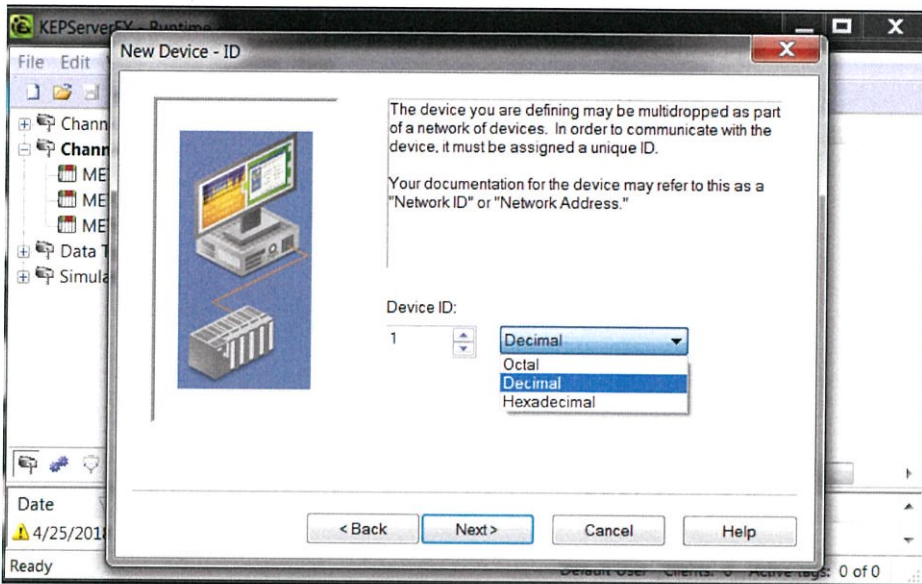 KEPServerEX - Runtime
File Edit
New Device - ID
X
X
The device you are defining may be multidropped as part
of a network of devices. In order to communicate with the
device, it must be assigned a unique ID.
Your documentation for the device may refer to this as a
"Network ID" or "Network Address."
Chann
Chann
ME
ME
ME
Data T
Simula
Device ID:
1
Decimal
Octal
Decimal
Hexadecimal
Date
4/25/2018
< Back
Next >
Cancel
Help
Ready
Default User Clients: 0 Active tags: 0 of 0